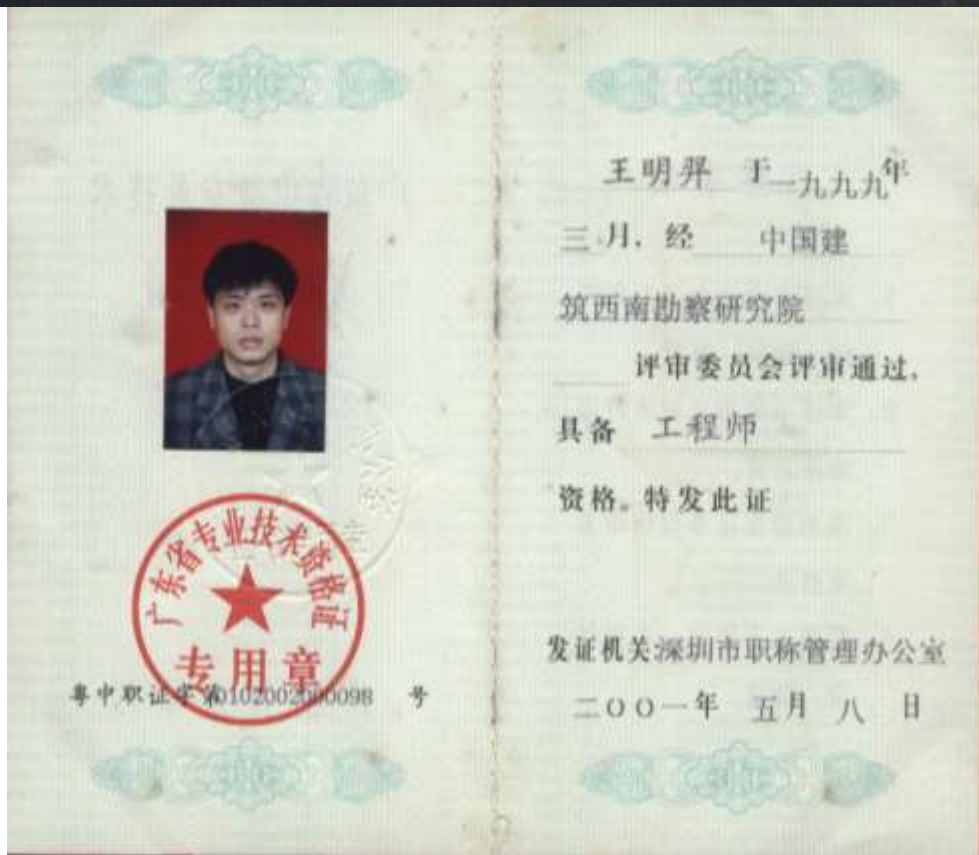 广东省专业技术资格证
专用章
粤中职证字第0102002000098 号
王明羿 于一九九九年
三月,经 中国建
筑西南勘察研究院
评审委员会评审通过,
具备 工程师
资格。特发此证
发证机关:深圳市职称管理办公室
二〇〇一年 五月 八 日